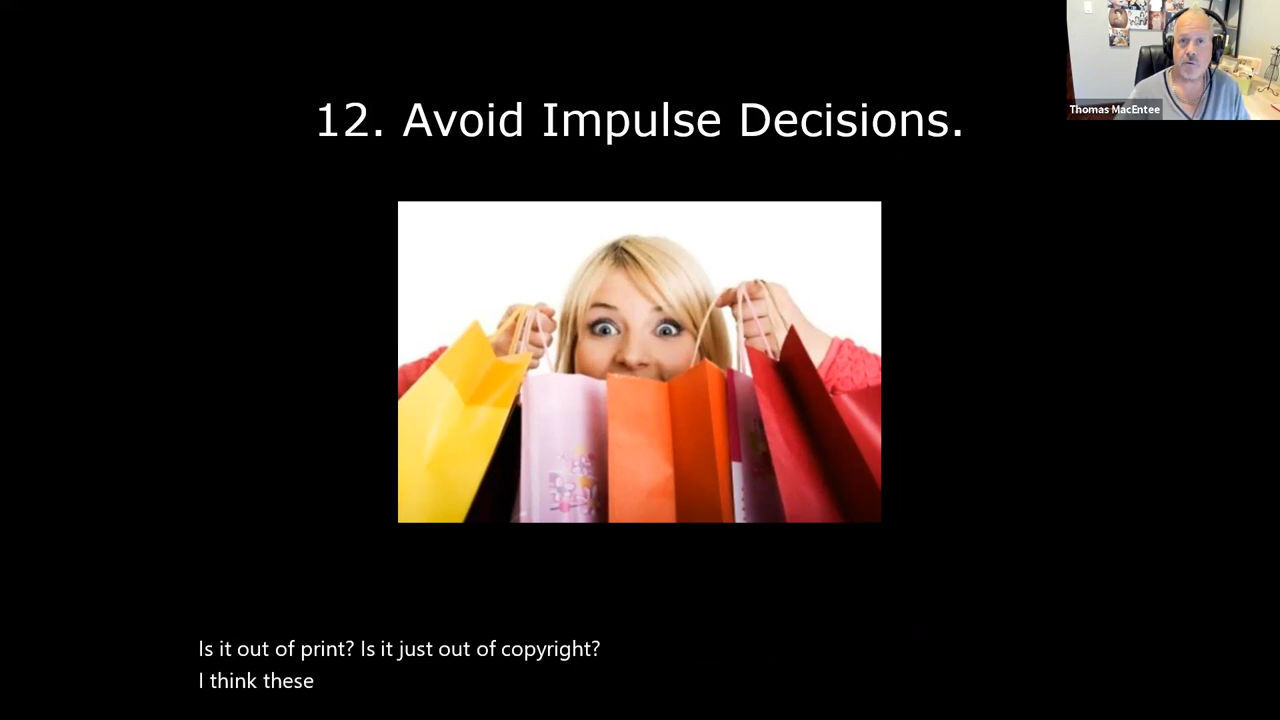 Thomas MacEntee
12. Avoid Impulse Decisions.
Is it out of print? Is it just out of copyright?
I think these